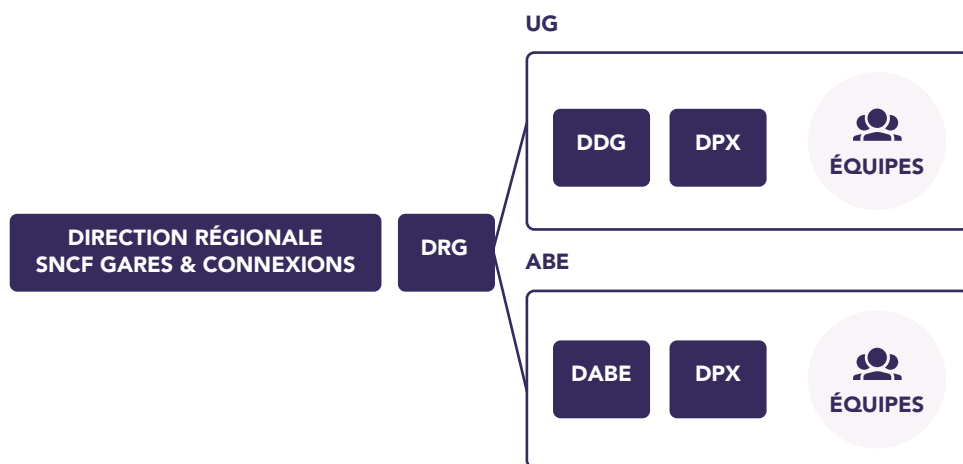 UG
DDG
DPX
ÉQUIPES
DIRECTION RÉGIONALE
SNCF GARES & CONNEXIONS
DRG
ABE
DABE
DPX
ÉQUIPES